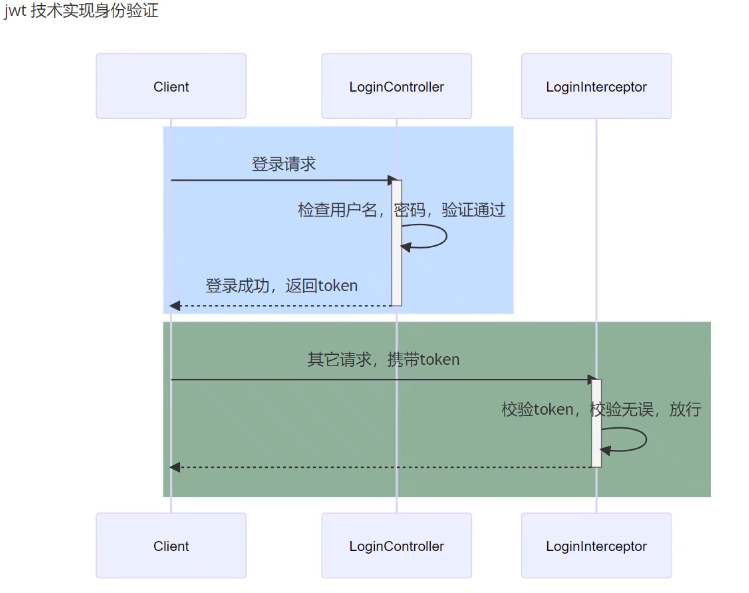 jwt 技术实现身份验证
Client
LoginController
LoginInterceptor
登录请求
检查用户名，密码，验证通过
登录成功，返回token
其它请求，携带token
校验token，校验无误，放行
Client
LoginController
LoginInterceptor